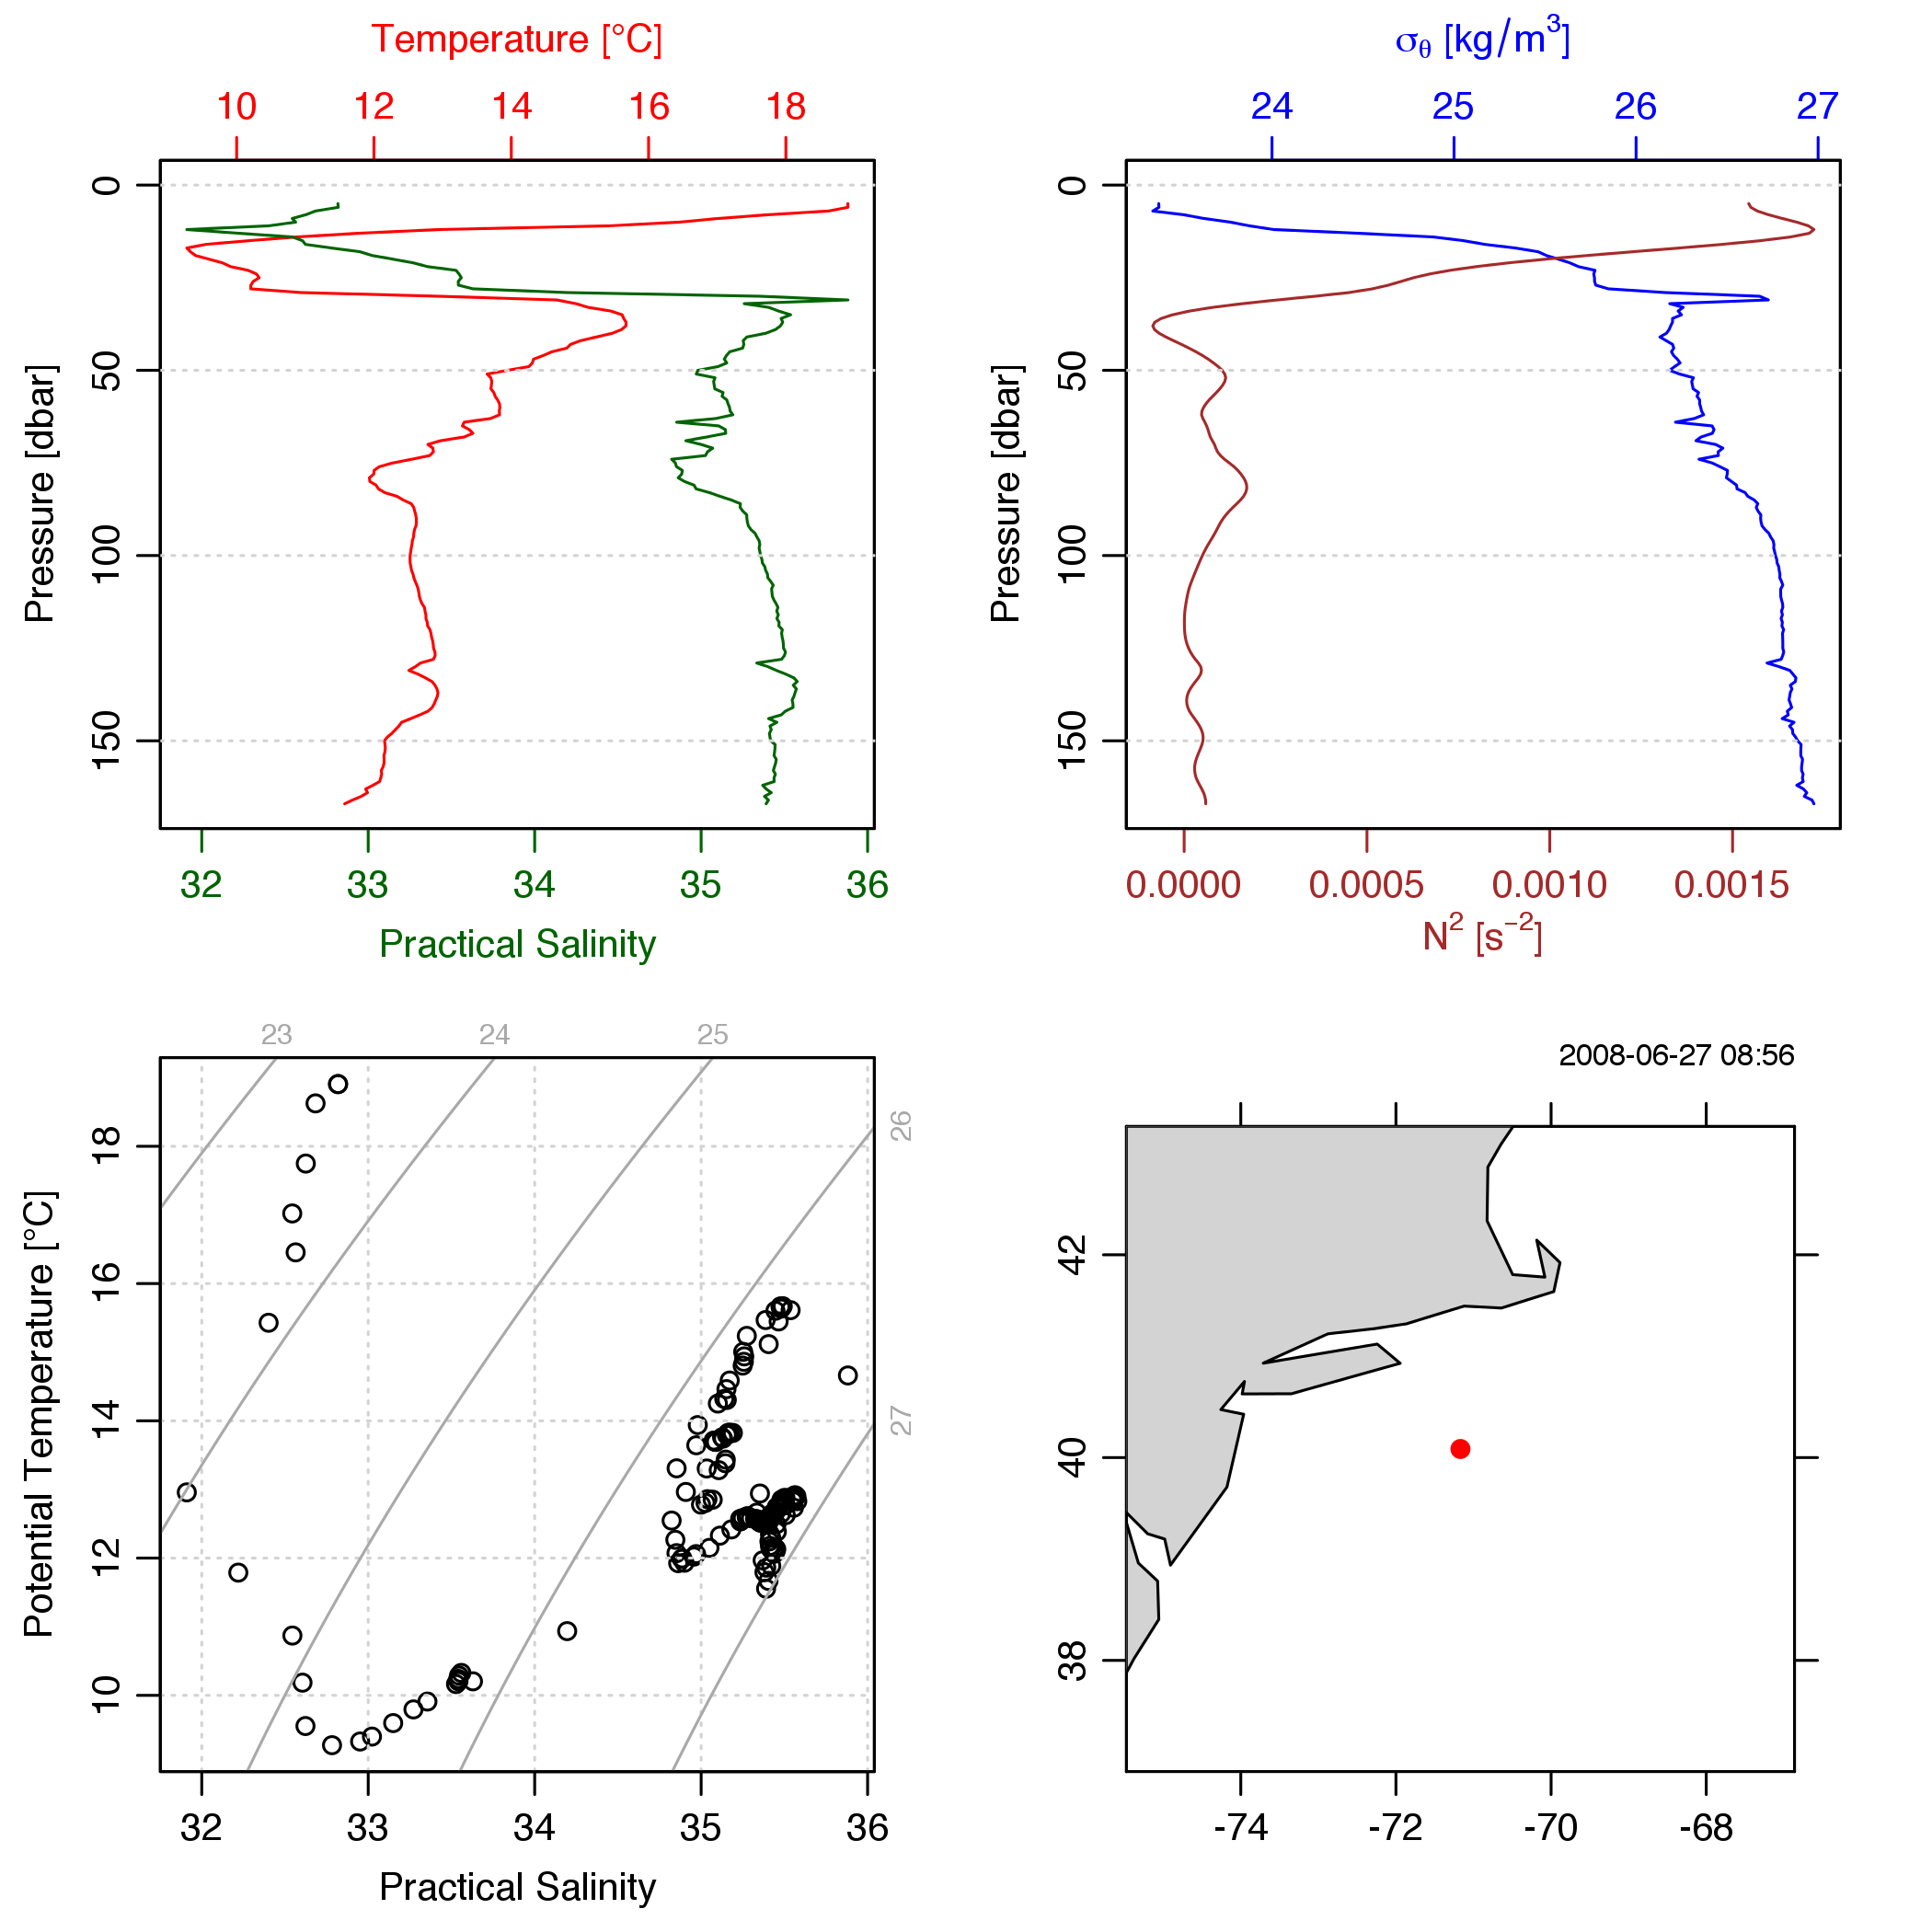 Temperature [°C]
10 12 14 16 18
0
50
100
150
Pressure [dbar]
32 33 34 35 36
Practical Salinity
σθ [kg/m³]
24 25 26 27
0
50
100
150
Pressure [dbar]
0.0000 0.0005 0.0010 0.0015
N² [s⁻²]
23 24 25
26
27
18
16
14
12
10
Potential Temperature [°C]
32 33 34 35 36
Practical Salinity
2008-06-27 08:56
42
40
38
-74 -72 -70 -68